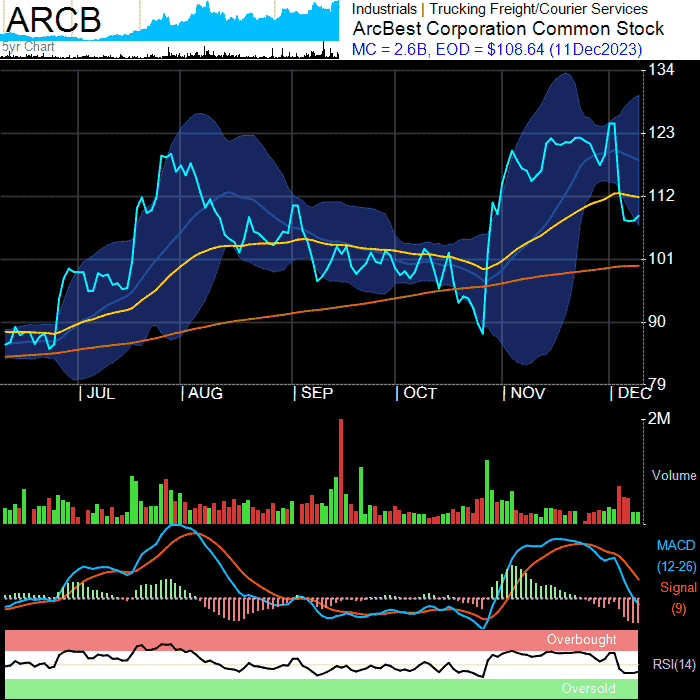 ARCB
5yr Chart
Industrials | Trucking Freight/Courier Services
ArcBest Corporation Common Stock
MC = 2.6B, EOD = $108.64 (11Dec2023)
134
123
112
101
90
79
JUL AUG SEP OCT NOV DEC
2M
Volume
MACD
(12-26)
Signal
(9)
Overbought
RSI(14)
Oversold